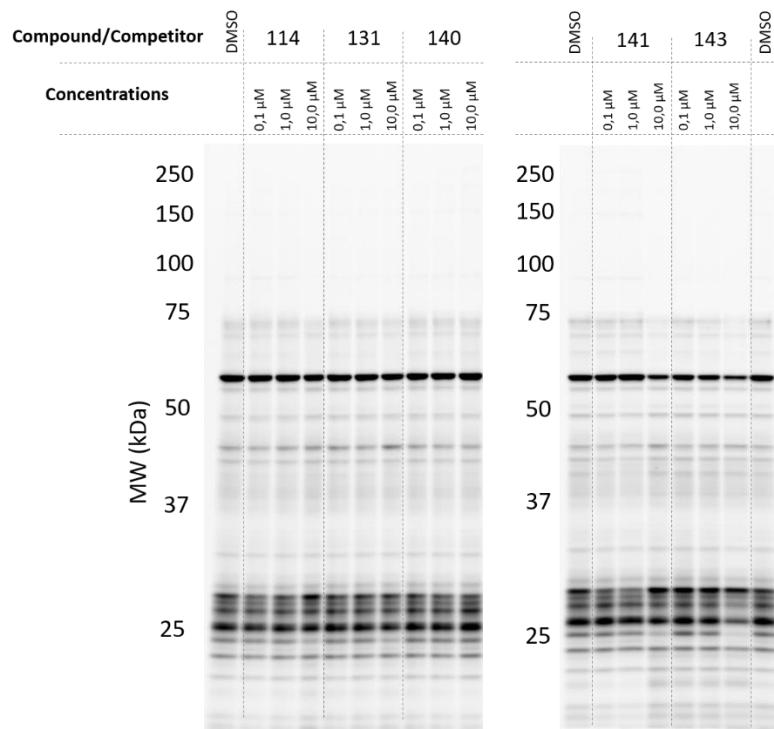 Compound/Competitor DMSO 114 131 140 DMSO 141 143 DMSO
Concentrations 0,1 µM 1,0 µM 10,0 µM 0,1 µM 1,0 µM 10,0 µM 0,1 µM 1,0 µM 10,0 µM 0,1 µM 1,0 µM 10,0 µM 0,1 µM 1,0 µM 10,0 µM
MW (kDa)
250 250
150 150
100 100
75 75
50 50
37 37
25 25